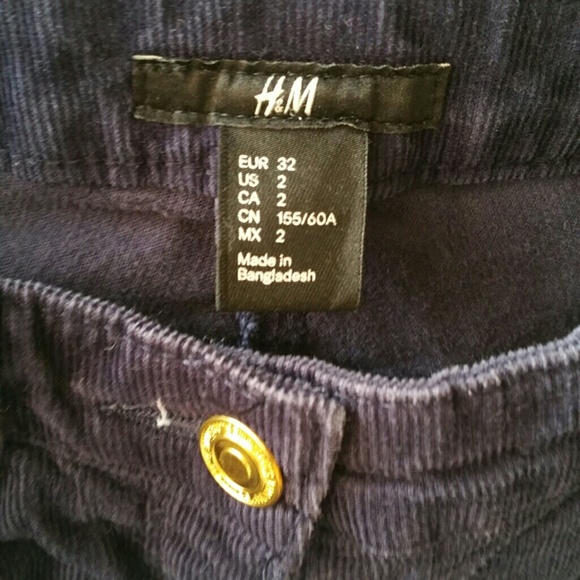 H&M
EUR 32
US 2
CA 2
CN 155/60A
MX 2
Made in
Bangladesh